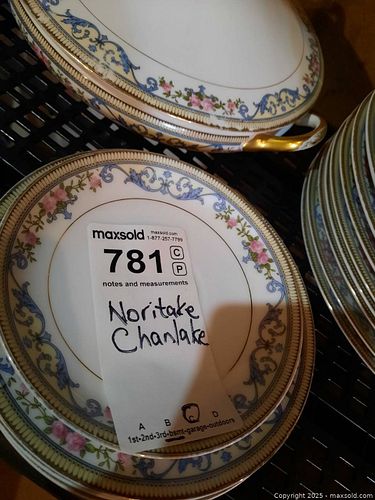 maxsold maxsold.com
1-877-257-7799
781 C
P
notes and measurements
Noritake
Chanlake
A B C D
1st-2nd-3rd-bsmt-garage-outdoors
Copyright 2025 - maxsold.com